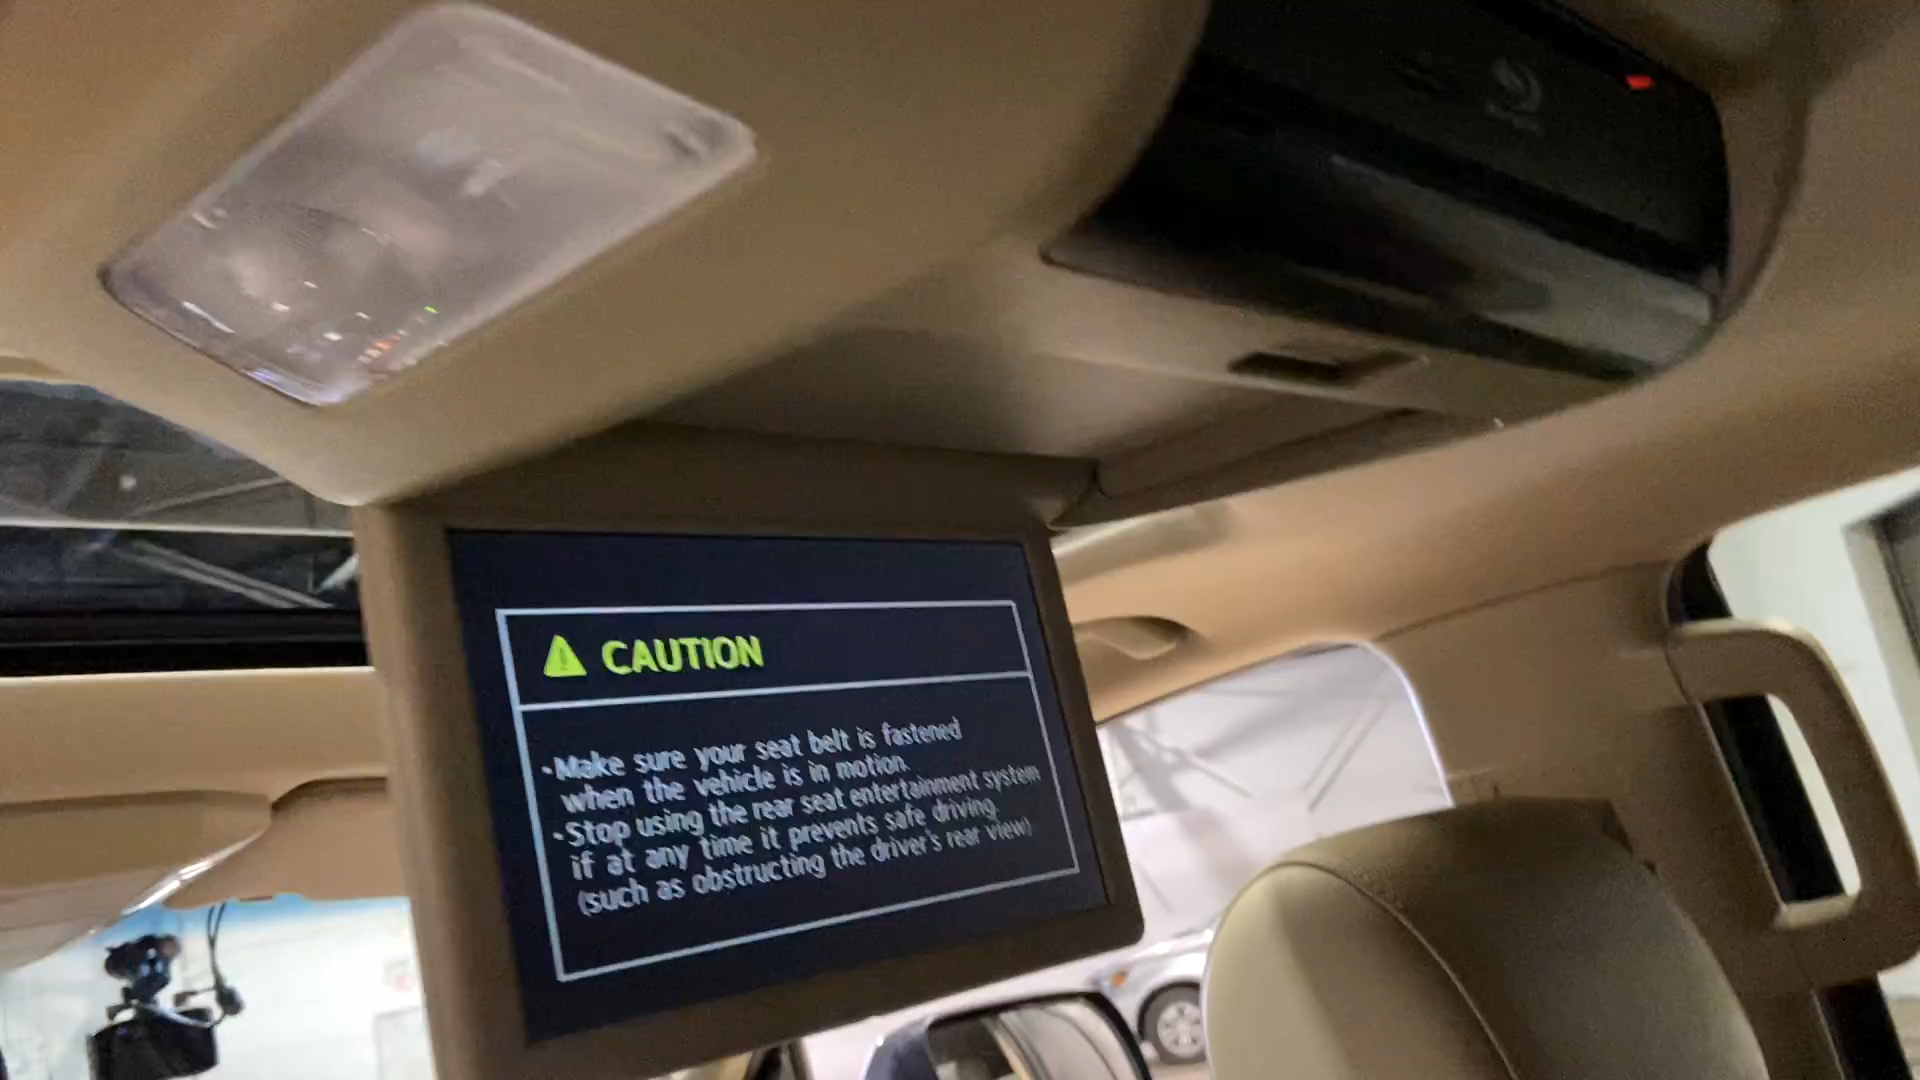 CAUTION
•Make sure your seat belt is fastened
when the vehicle is in motion.
•Stop using the rear seat entertainment system
if at any time it prevents safe driving
(such as obstructing the driver's rear view)